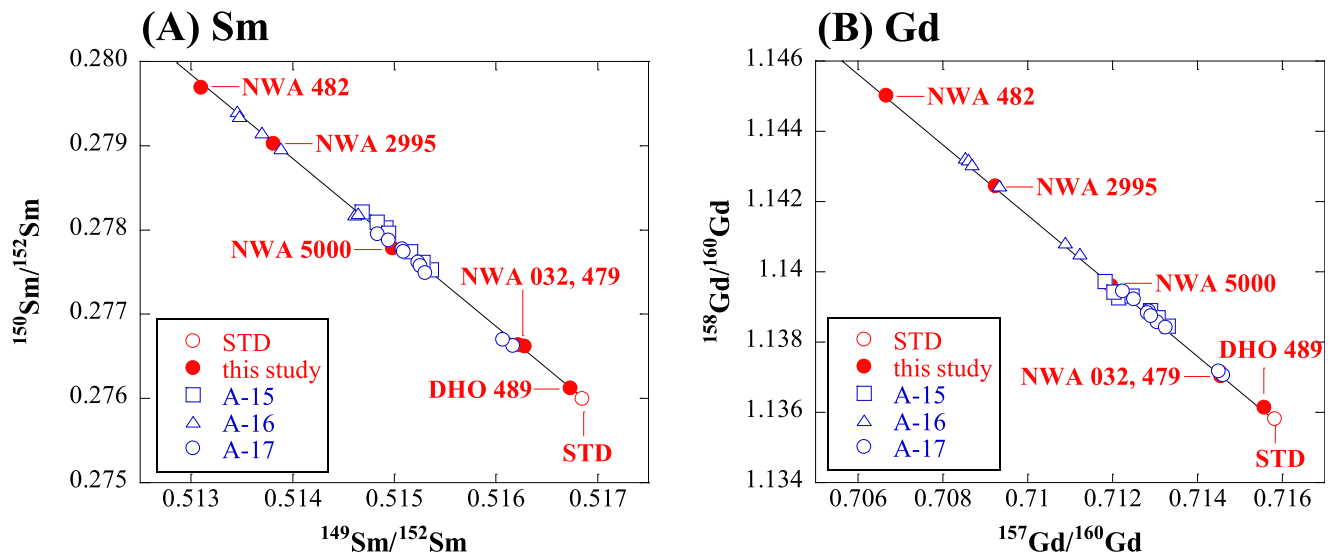 (A) Sm
0.280
0.279
0.278
0.277
0.276
0.275
¹⁵⁰Sm/¹⁵²Sm
NWA 482
NWA 2995
NWA 5000
NWA 032, 479
DHO 489
STD
STD
this study
A-15
A-16
A-17
0.513 0.514 0.515 0.516 0.517
¹⁴⁹Sm/¹⁵²Sm
(B) Gd
1.146
1.144
1.142
1.14
1.138
1.136
1.134
¹⁵⁸Gd/¹⁶⁰Gd
NWA 482
NWA 2995
NWA 5000
DHO 489
NWA 032, 479
STD
STD
this study
A-15
A-16
A-17
0.706 0.708 0.71 0.712 0.714 0.716
¹⁵⁷Gd/¹⁶⁰Gd